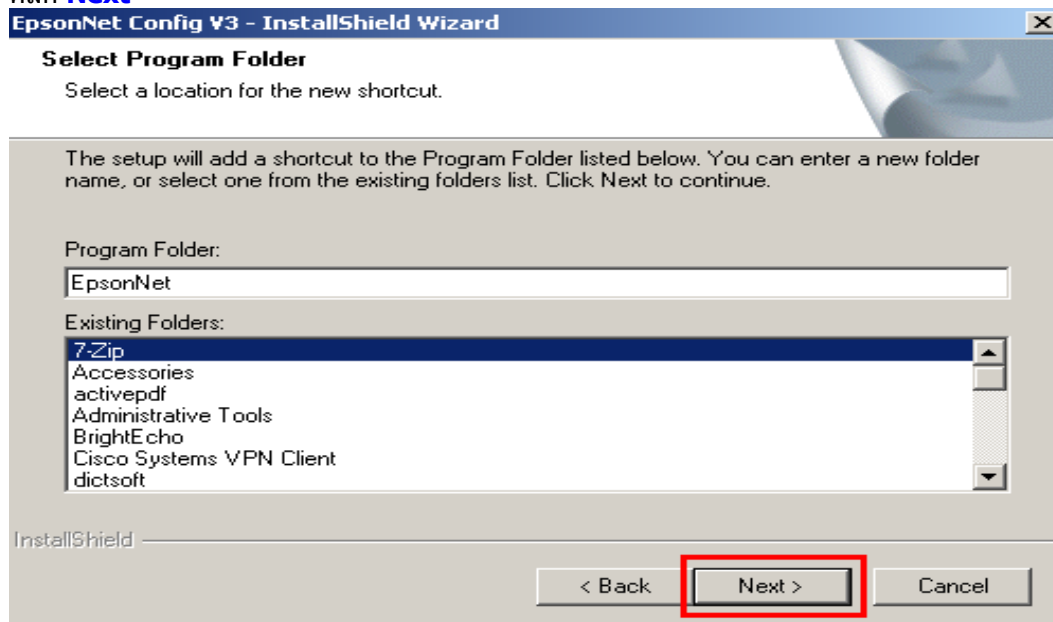 Next
EpsonNet Config V3 - InstallShield Wizard
Select Program Folder
Select a location for the new shortcut.
The setup will add a shortcut to the Program Folder listed below. You can enter a new folder
name, or select one from the existing folders list. Click Next to continue.
Program Folder:
EpsonNet
Existing Folders:
7-Zip
Accessories
activepdf
Administrative Tools
BrightEcho
Cisco Systems VPN Client
dictsoft
InstallShield
< Back
Next >
Cancel